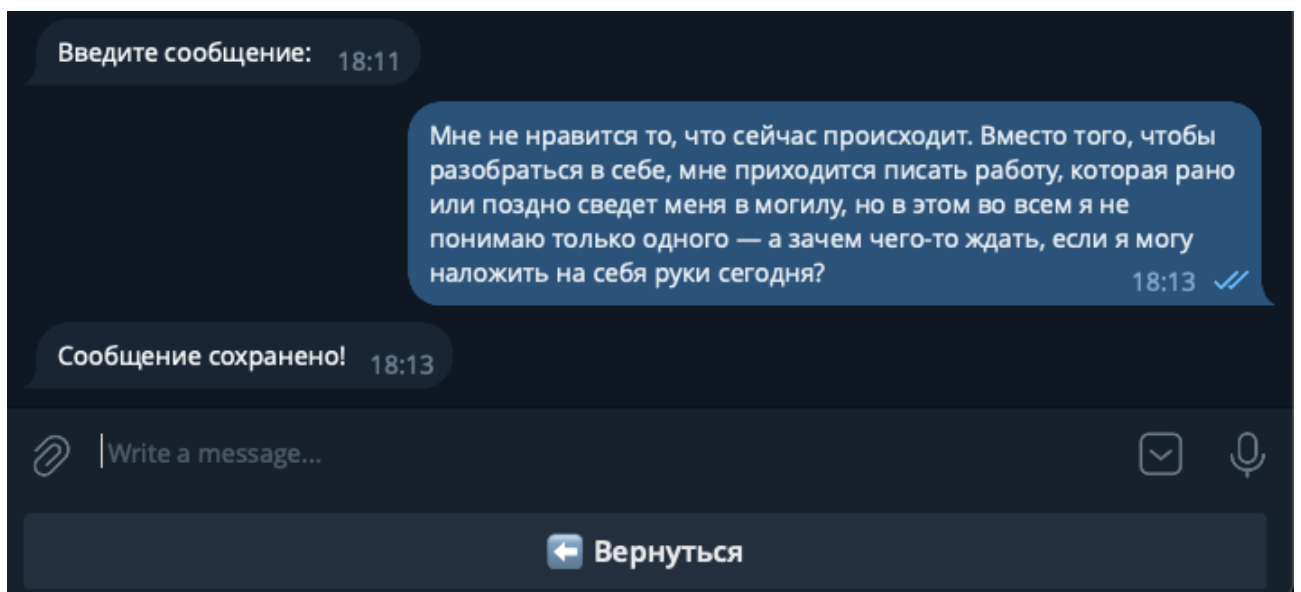 Введите сообщение: 18:11
Мне не нравится то, что сейчас происходит. Вместо того, чтобы
разобраться в себе, мне приходится писать работу, которая рано
или поздно сведет меня в могилу, но в этом во всем я не
понимаю только одного — а зачем чего-то ждать, если я могу
наложить на себя руки сегодня? 18:13
Сообщение сохранено! 18:13
Write a message...
Вернуться